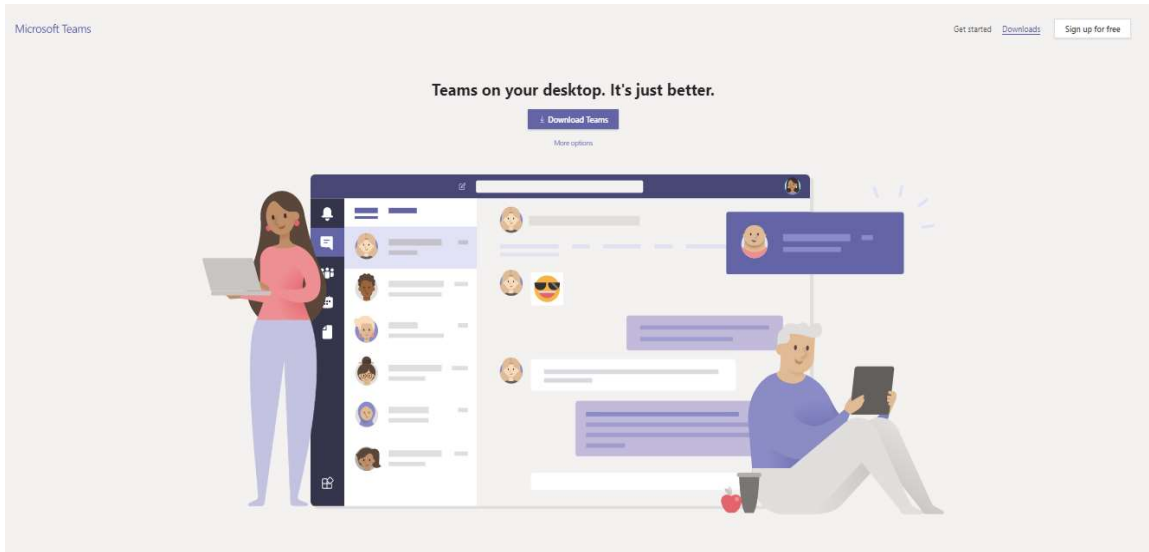 Microsoft Teams
Get started Downloads Sign up for free
Teams on your desktop. It's just better.
Download Teams
More options